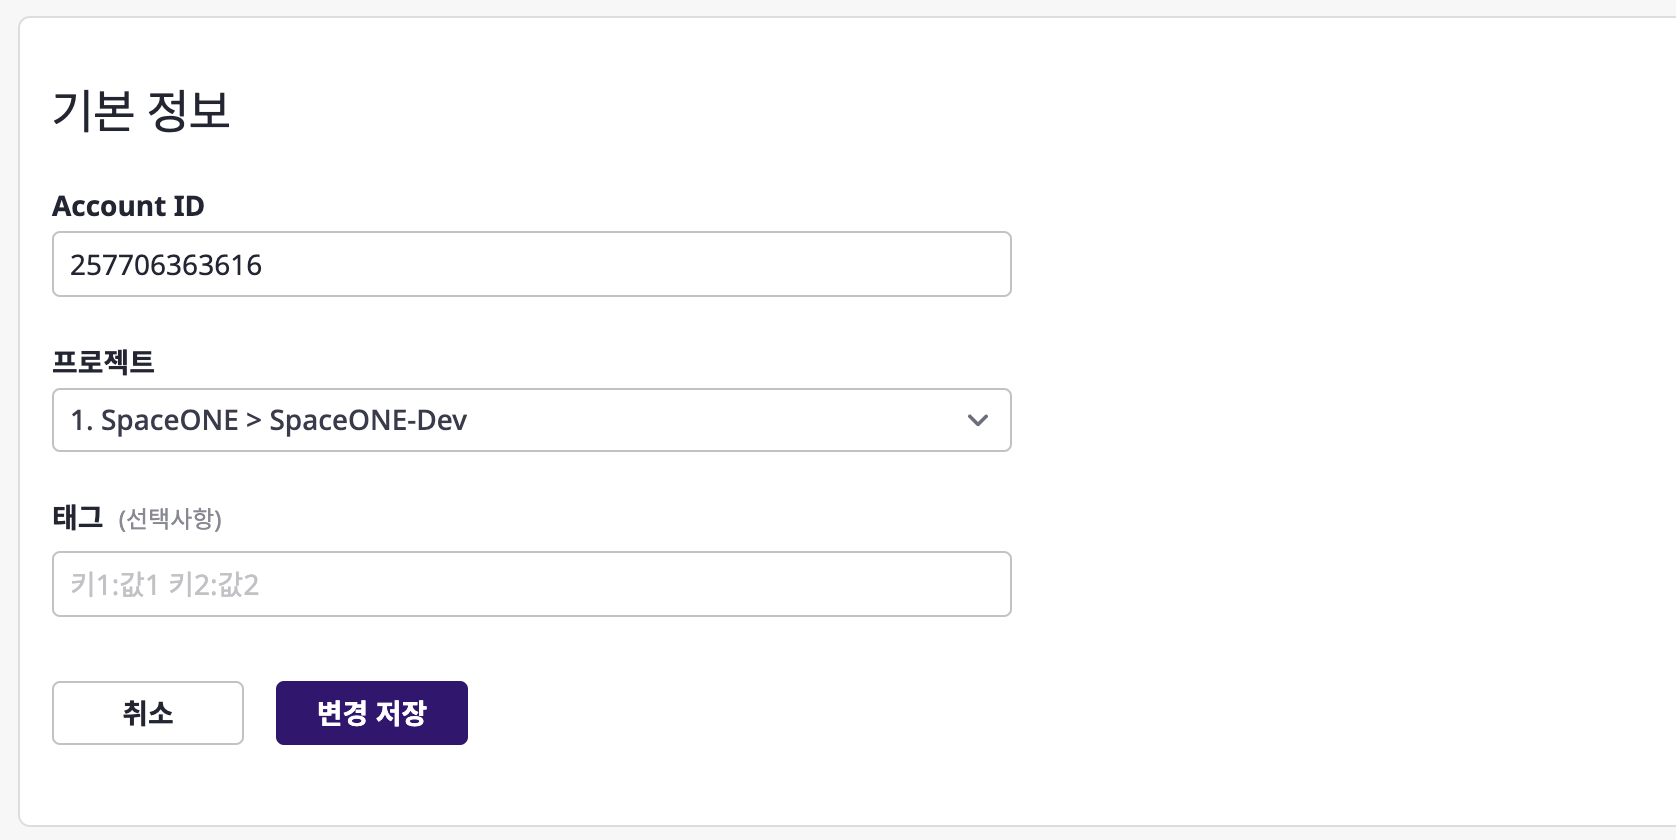 기본 정보
Account ID
257706363616
프로젝트
1. SpaceONE > SpaceONE-Dev
태그 (선택사항)
키1:값1 키2:값2
취소 변경 저장